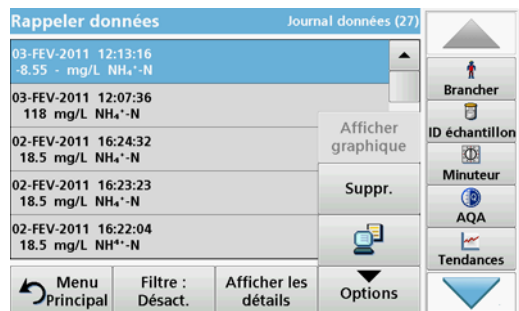 Rappeler données
Journal données (27)
03-FEV-2011 12:13:16
-8.55 - mg/L NH₄⁺-N
03-FEV-2011 12:07:36
118 mg/L NH₄⁺-N
02-FEV-2011 16:24:32
18.5 mg/L NH₄⁺-N
02-FEV-2011 16:23:23
18.5 mg/L NH₄⁺-N
02-FEV-2011 16:22:04
18.5 mg/L NH⁴⁺-N
Afficher
graphique
Suppr.
Menu
Principal
Filtre :
Désact.
Afficher les
détails
Options
Brancher
ID échantillon
Minuteur
AQA
Tendances